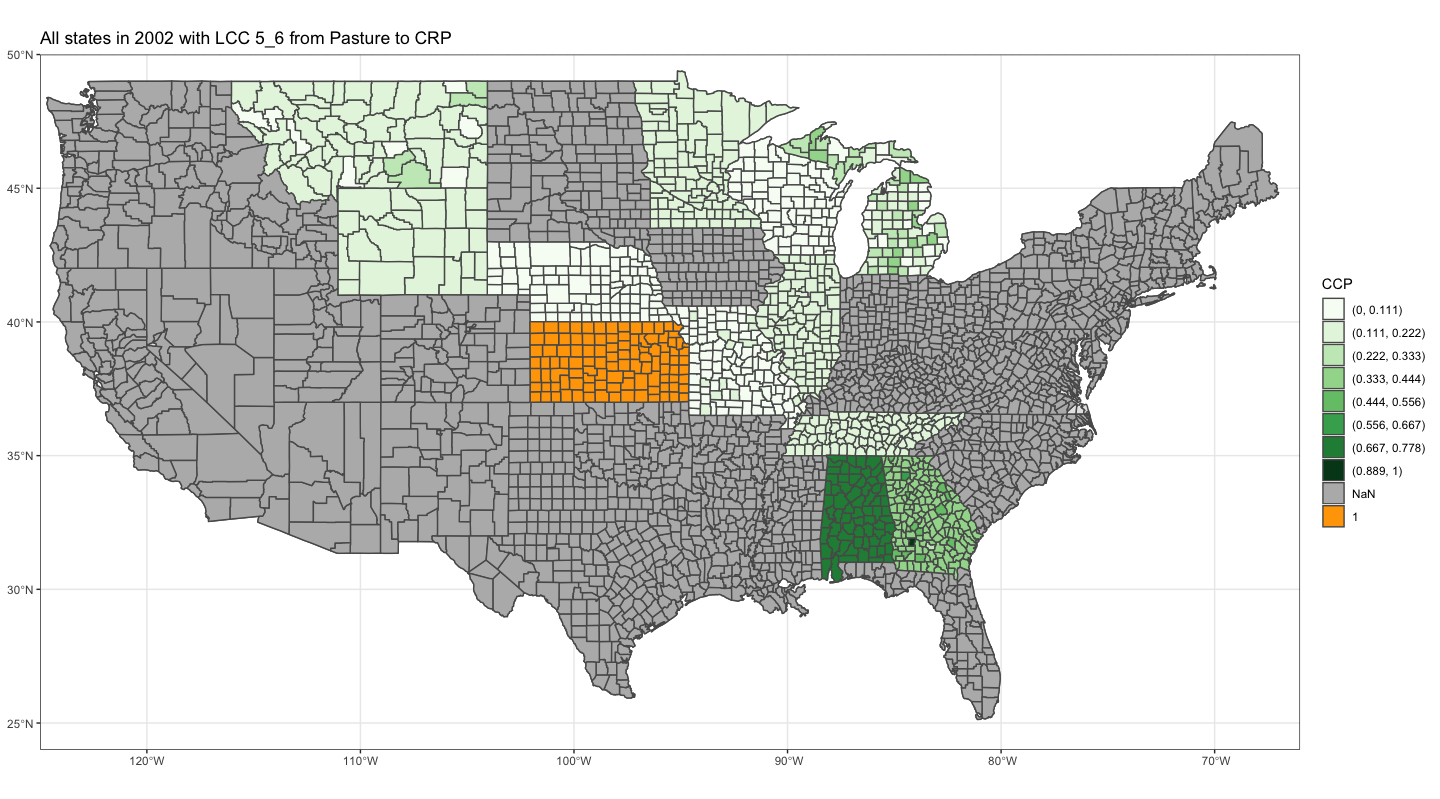 All states in 2002 with LCC 5_6 from Pasture to CRP
50°N
45°N
40°N
35°N
30°N
25°N
120°W
110°W
100°W
90°W
80°W
70°W
CCP
(0, 0.111)
(0.111, 0.222)
(0.222, 0.333)
(0.333, 0.444)
(0.444, 0.556)
(0.556, 0.667)
(0.667, 0.778)
(0.889, 1)
NaN
1